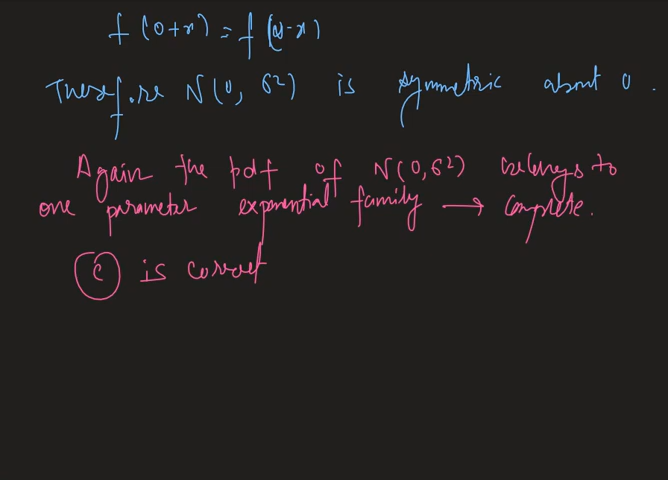 f(0+x) = f(0-x)
Therefore N(0, σ²) is symmetric about 0.
Again the pdf of N(0,σ²) belongs to
one parameter exponential family → complete.
(c) is correct